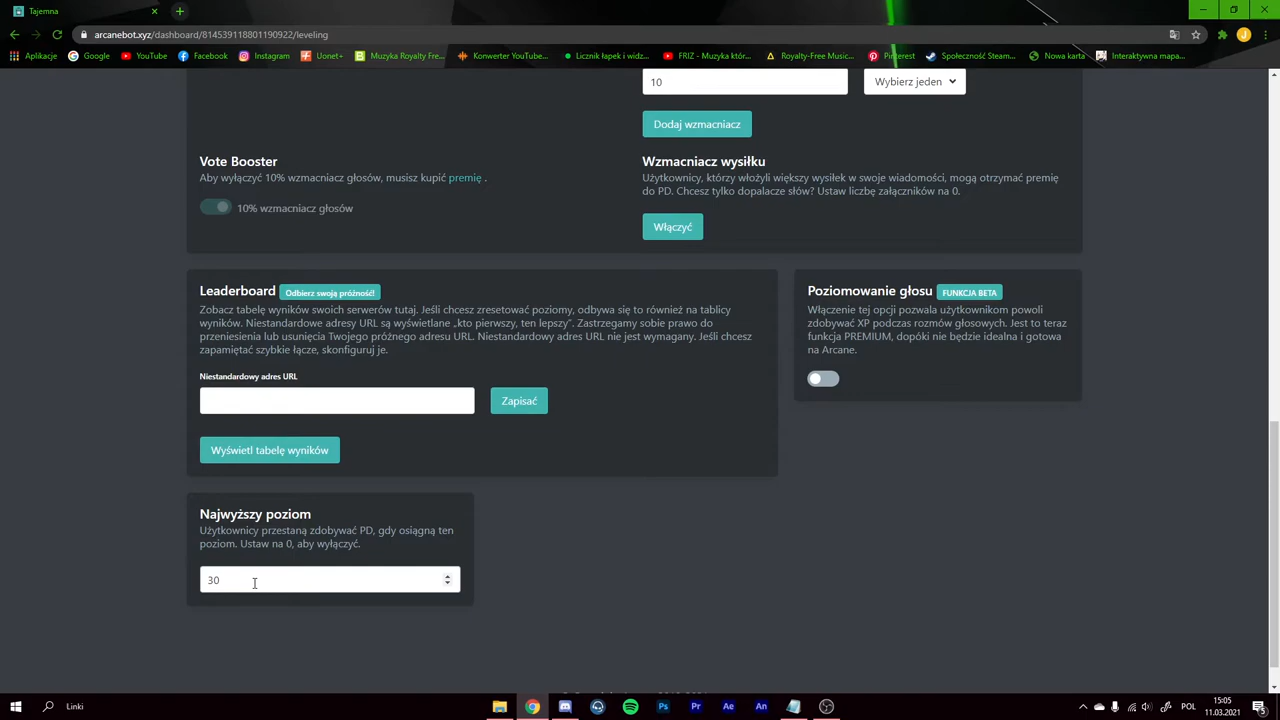 Tajemna
arcanebot.xyz/dashboard/814539118801190922/leveling
Aplikacje Google YouTube Facebook Instagram Uonet+ Muzyka Royalty Fre... Konwerter YouTube... Licznik łapek i widz... FRIZ - Muzyka któr... Royalty-Free Music... Pinterest Społeczność Steam... Nowa karta Interaktywna mapa...
10 Wybierz jeden
Dodaj wzmacniacz
Vote Booster
Aby wyłączyć 10% wzmacniacz głosów, musisz kupić premię .
10% wzmacniacz głosów
Wzmacniacz wysiłku
Użytkownicy, którzy włożyli większy wysiłek w swoje wiadomości, mogą otrzymać premię
do PD. Chcesz tylko dopalacze słów? Ustaw liczbę załączników na 0.
Włączyć
Leaderboard Odbierz swoją próżność!
Zobacz tabelę wyników swoich serwerów tutaj. Jeśli chcesz zresetować poziomy, odbywa się to również na tablicy
wyników. Niestandardowe adresy URL są wyświetlane „kto pierwszy, ten lepszy”. Zastrzegamy sobie prawo do
przeniesienia lub usunięcia Twojego próżnego adresu URL. Niestandardowy adres URL nie jest wymagany. Jeśli chcesz
zapamiętać szybkie łącze, skonfiguruj je.
Niestandardowy adres URL
Zapisać
Wyświetl tabelę wyników
Poziomowanie głosu FUNKCJA BETA
Włączenie tej opcji pozwala użytkownikom powoli
zdobywać XP podczas rozmów głosowych. Jest to teraz
funkcja PREMIUM, dopóki nie będzie idealna i gotowa
na Arcane.
Najwyższy poziom
Użytkownicy przestaną zdobywać PD, gdy osiągną ten
poziom. Ustaw na 0, aby wyłączyć.
30
Linki
POL
15:05
11.03.2021